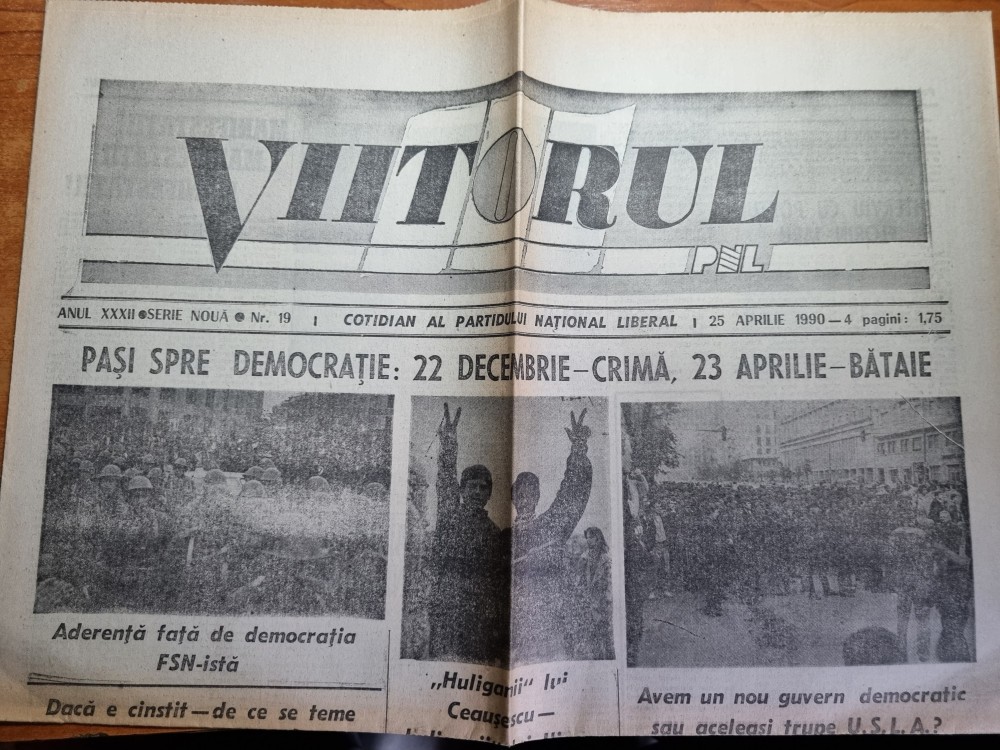 VIITORUL
PNL
ANUL XXXII ● SERIE NOUĂ ● Nr. 19 | COTIDIAN AL PARTIDULUI NAȚIONAL LIBERAL | 25 APRILIE 1990 — 4 pagini: 1,75
PAȘI SPRE DEMOCRAȚIE: 22 DECEMBRIE — CRIMĂ, 23 APRILIE — BĂTAIE
Aderență față de democrația
FSN-istă
Dacă e cinstit — de ce se teme
„Huliganii“ lui
Ceaușescu —
Avem un nou guvern democratic
sau aceleași trupe U.S.L.A.?